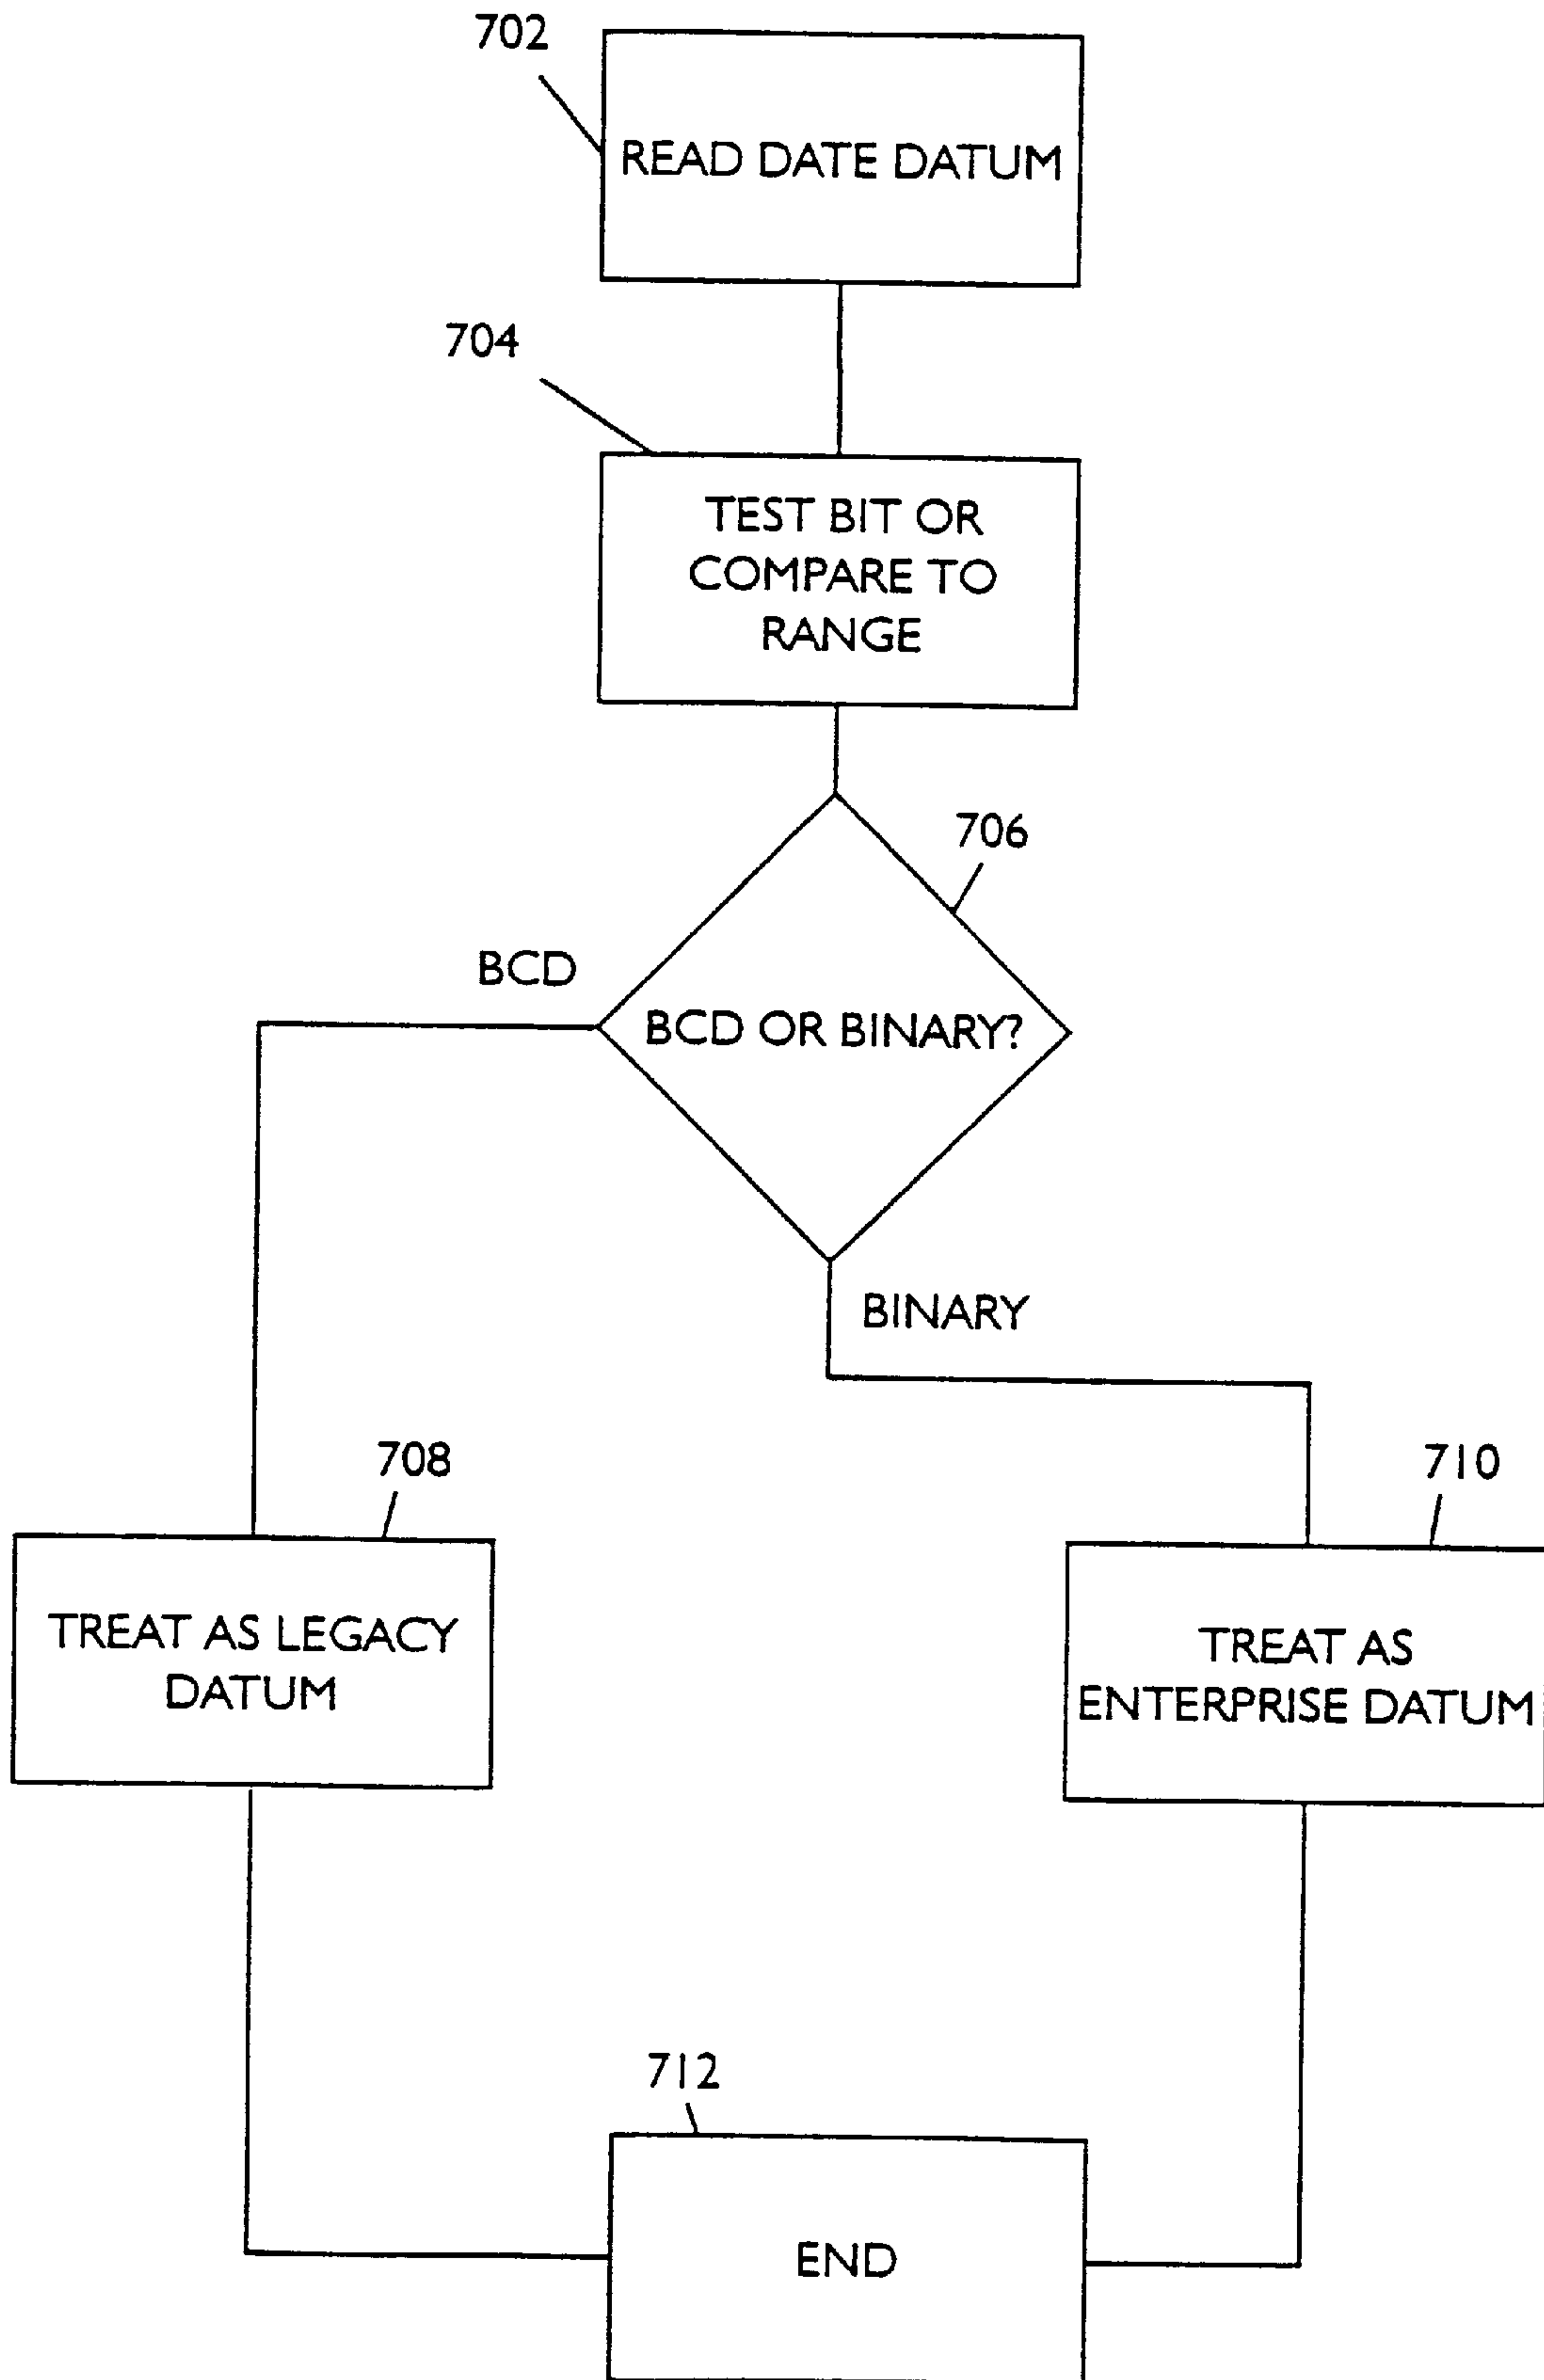 702
READ DATE DATUM
704
TEST BIT OR
COMPARE TO
RANGE
706
BCD
BCD OR BINARY?
BINARY
708
710
TREAT AS LEGACY
DATUM
TREAT AS
ENTERPRISE DATUM
712
END